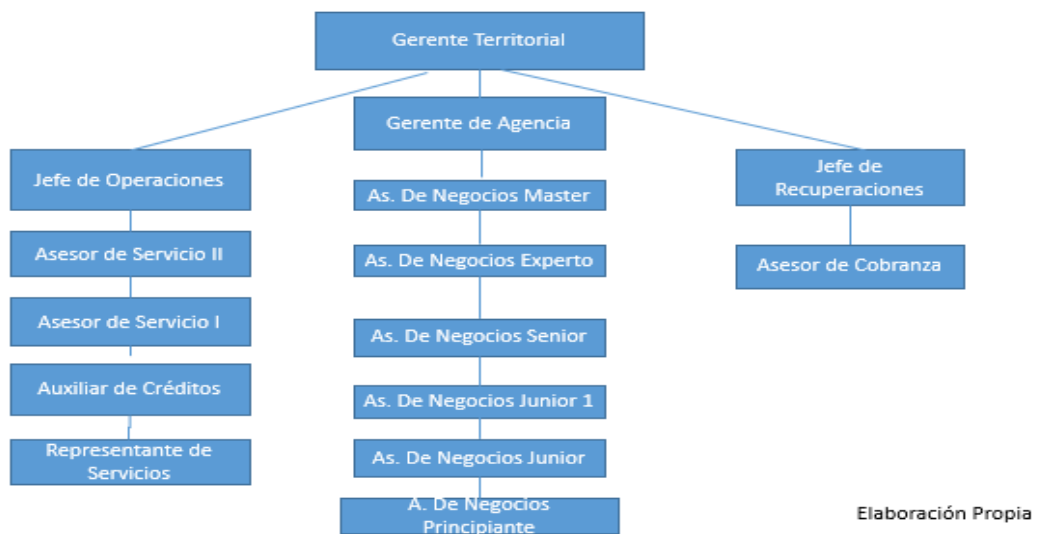 Gerente Territorial
Gerente de Agencia
Jefe de Operaciones
Jefe de
Recuperaciones
As. De Negocios Master
Asesor de Servicio II
As. De Negocios Experto
Asesor de Cobranza
Asesor de Servicio I
As. De Negocios Senior
Auxiliar de Créditos
As. De Negocios Junior 1
Representante de
Servicios
As. De Negocios Junior
A. De Negocios
Principiante
Elaboración Propia